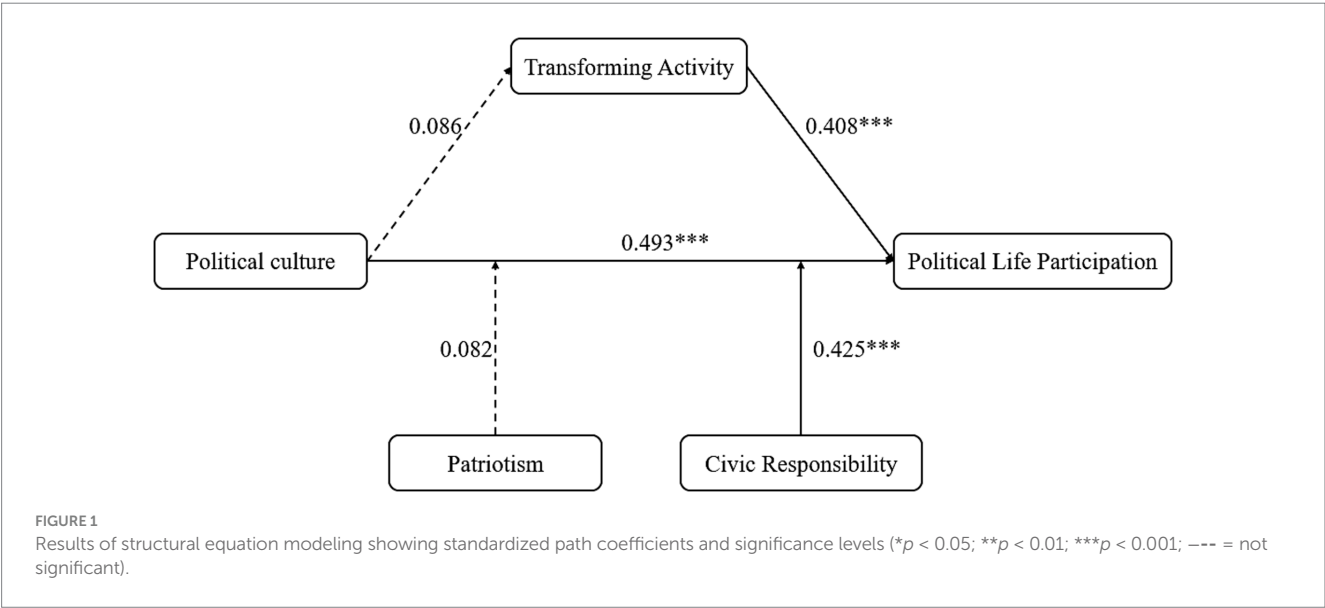 Transforming Activity
0.086
0.408***
0.493***
Political culture
Political Life Participation
0.082
0.425***
Patriotism
Civic Responsibility
FIGURE 1
Results of structural equation modeling showing standardized path coefficients and significance levels (*p < 0.05; **p < 0.01; ***p < 0.001; –-- = not
significant).